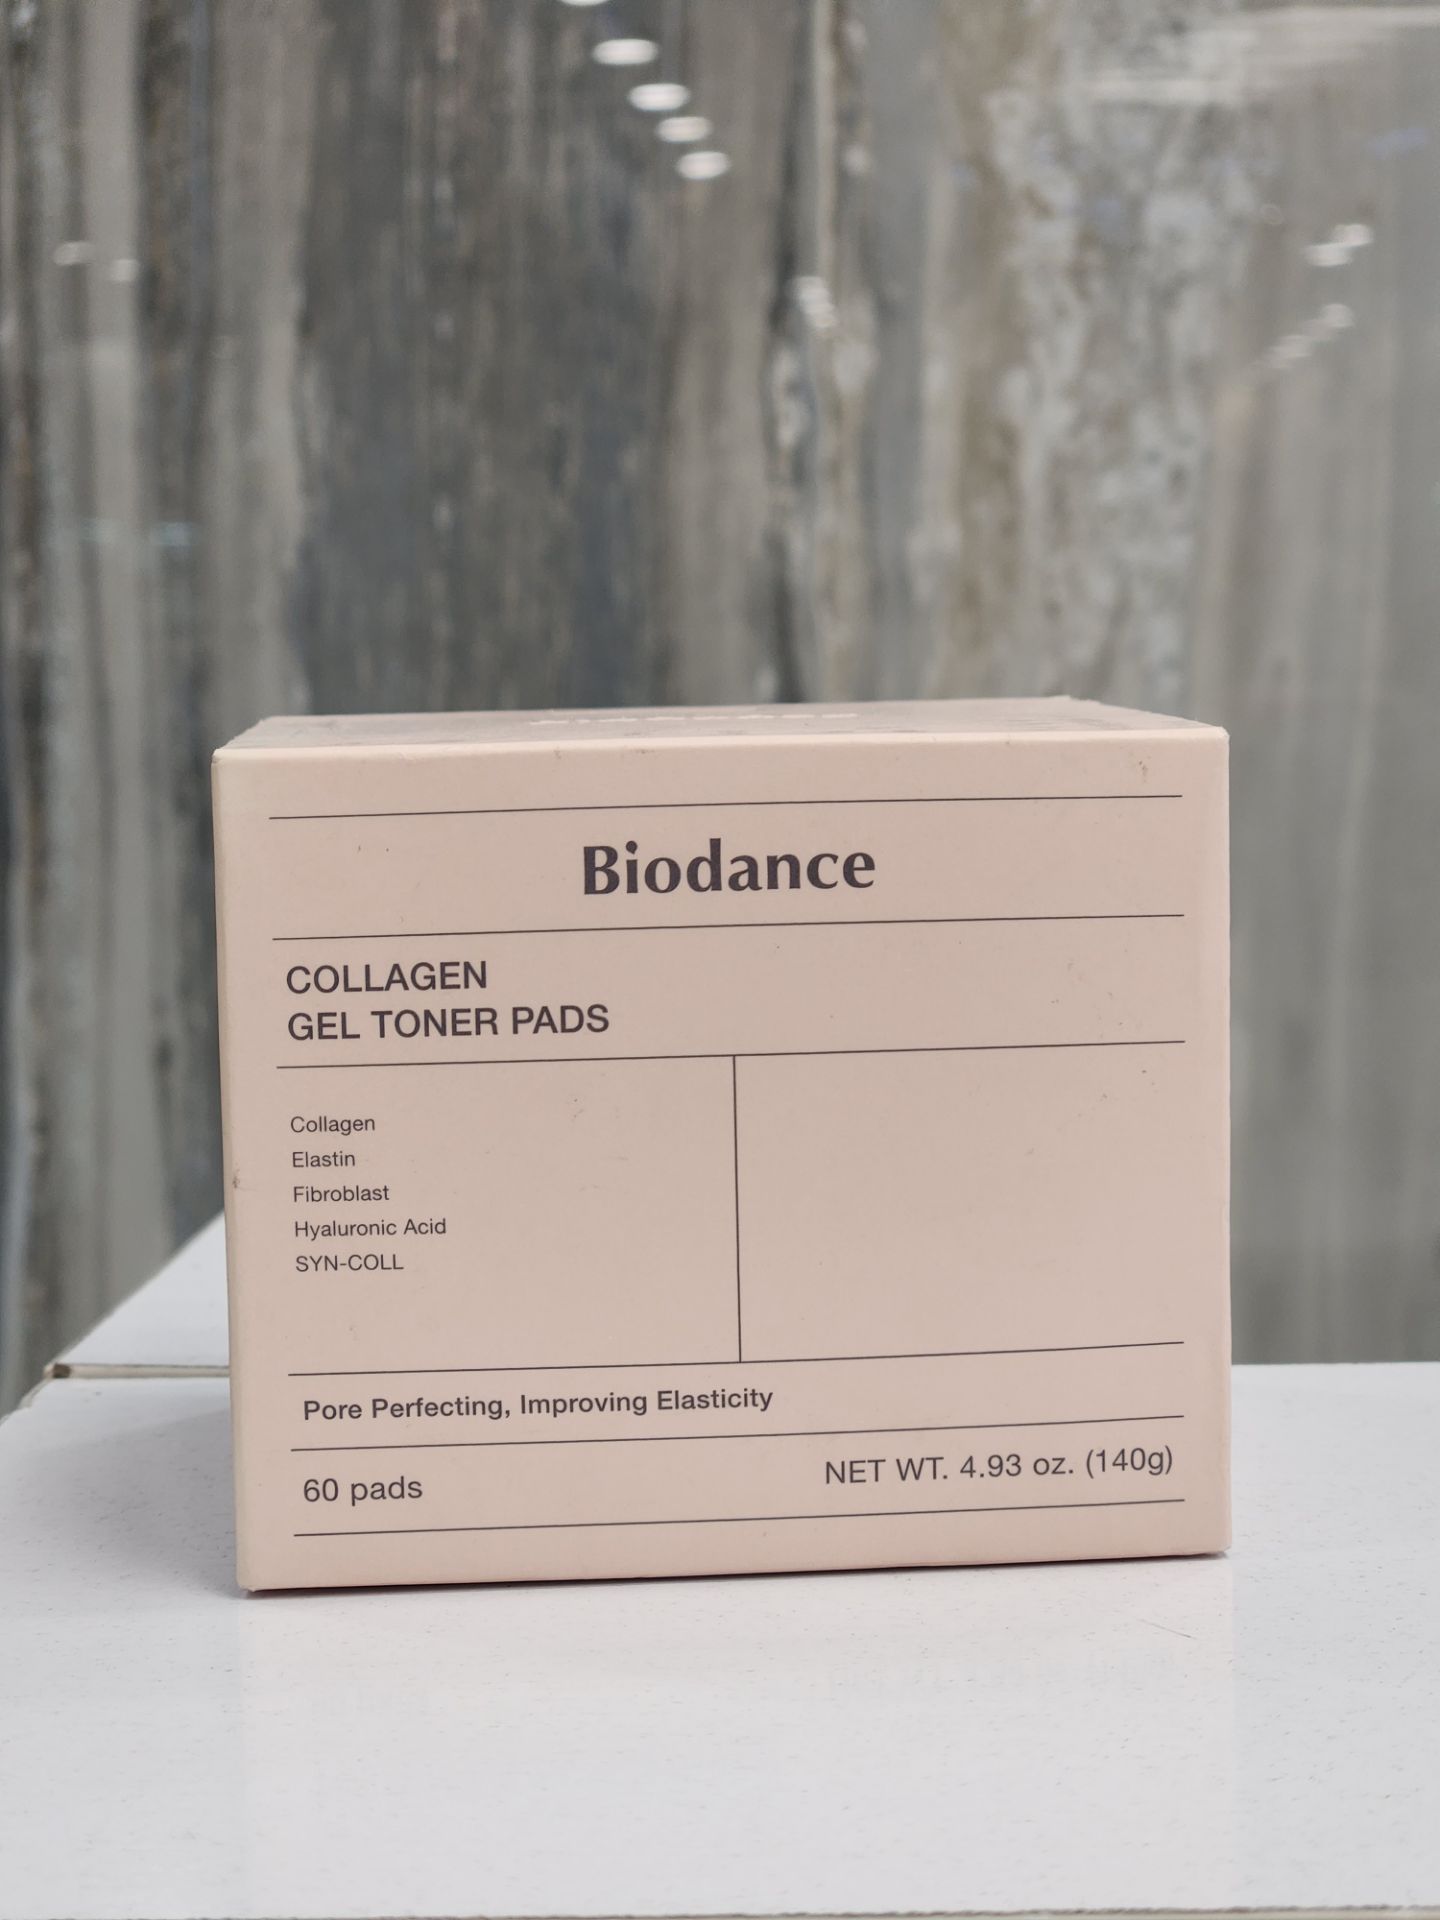 Biodance
COLLAGEN
GEL TONER PADS
Collagen
Elastin
Fibroblast
Hyaluronic Acid
SYN-COLL
Pore Perfecting, Improving Elasticity
60 pads
NET WT. 4.93 oz. (140g)